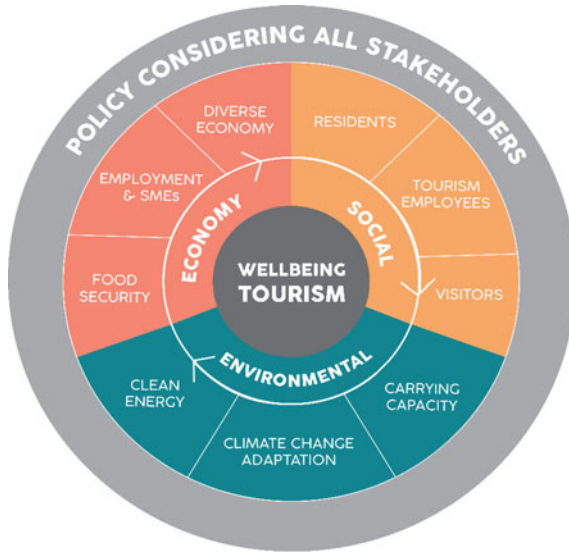 POLICY CONSIDERING ALL STAKEHOLDERS
DIVERSE
ECONOMY
RESIDENTS
EMPLOYMENT
& SMEs
TOURISM
EMPLOYEES
ECONOMY
SOCIAL
WELLBEING
TOURISM
FOOD
SECURITY
VISITORS
ENVIRONMENTAL
CLEAN
ENERGY
CARRYING
CAPACITY
CLIMATE CHANGE
ADAPTATION